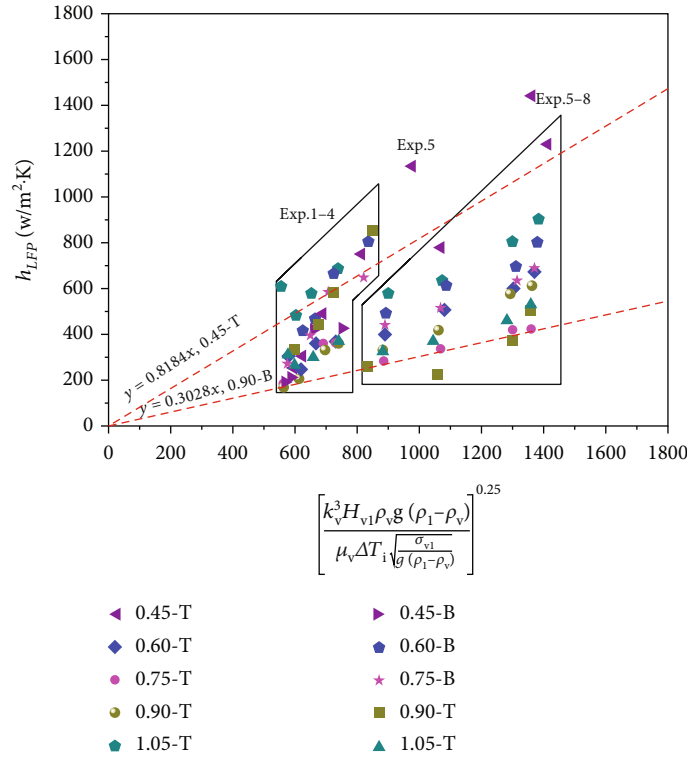 1800
1600
1400
1200
1000
800
600
400
200
0
h_LFP (w/m²·K)
Exp.5–8
Exp.5
Exp.1–4
y = 0.8184x, 0.45-T
y = 0.3028x, 0.90-B
0 200 400 600 800 1000 1200 1400 1600 1800
[k_v^3 H_v1 ρ_v g (ρ_1–ρ_v) / μ_v ΔT_i √(σ_v1 / g (ρ_1–ρ_v))]^0.25
0.45-T 0.45-B
0.60-T 0.60-B
0.75-T 0.75-B
0.90-T 0.90-T
1.05-T 1.05-T